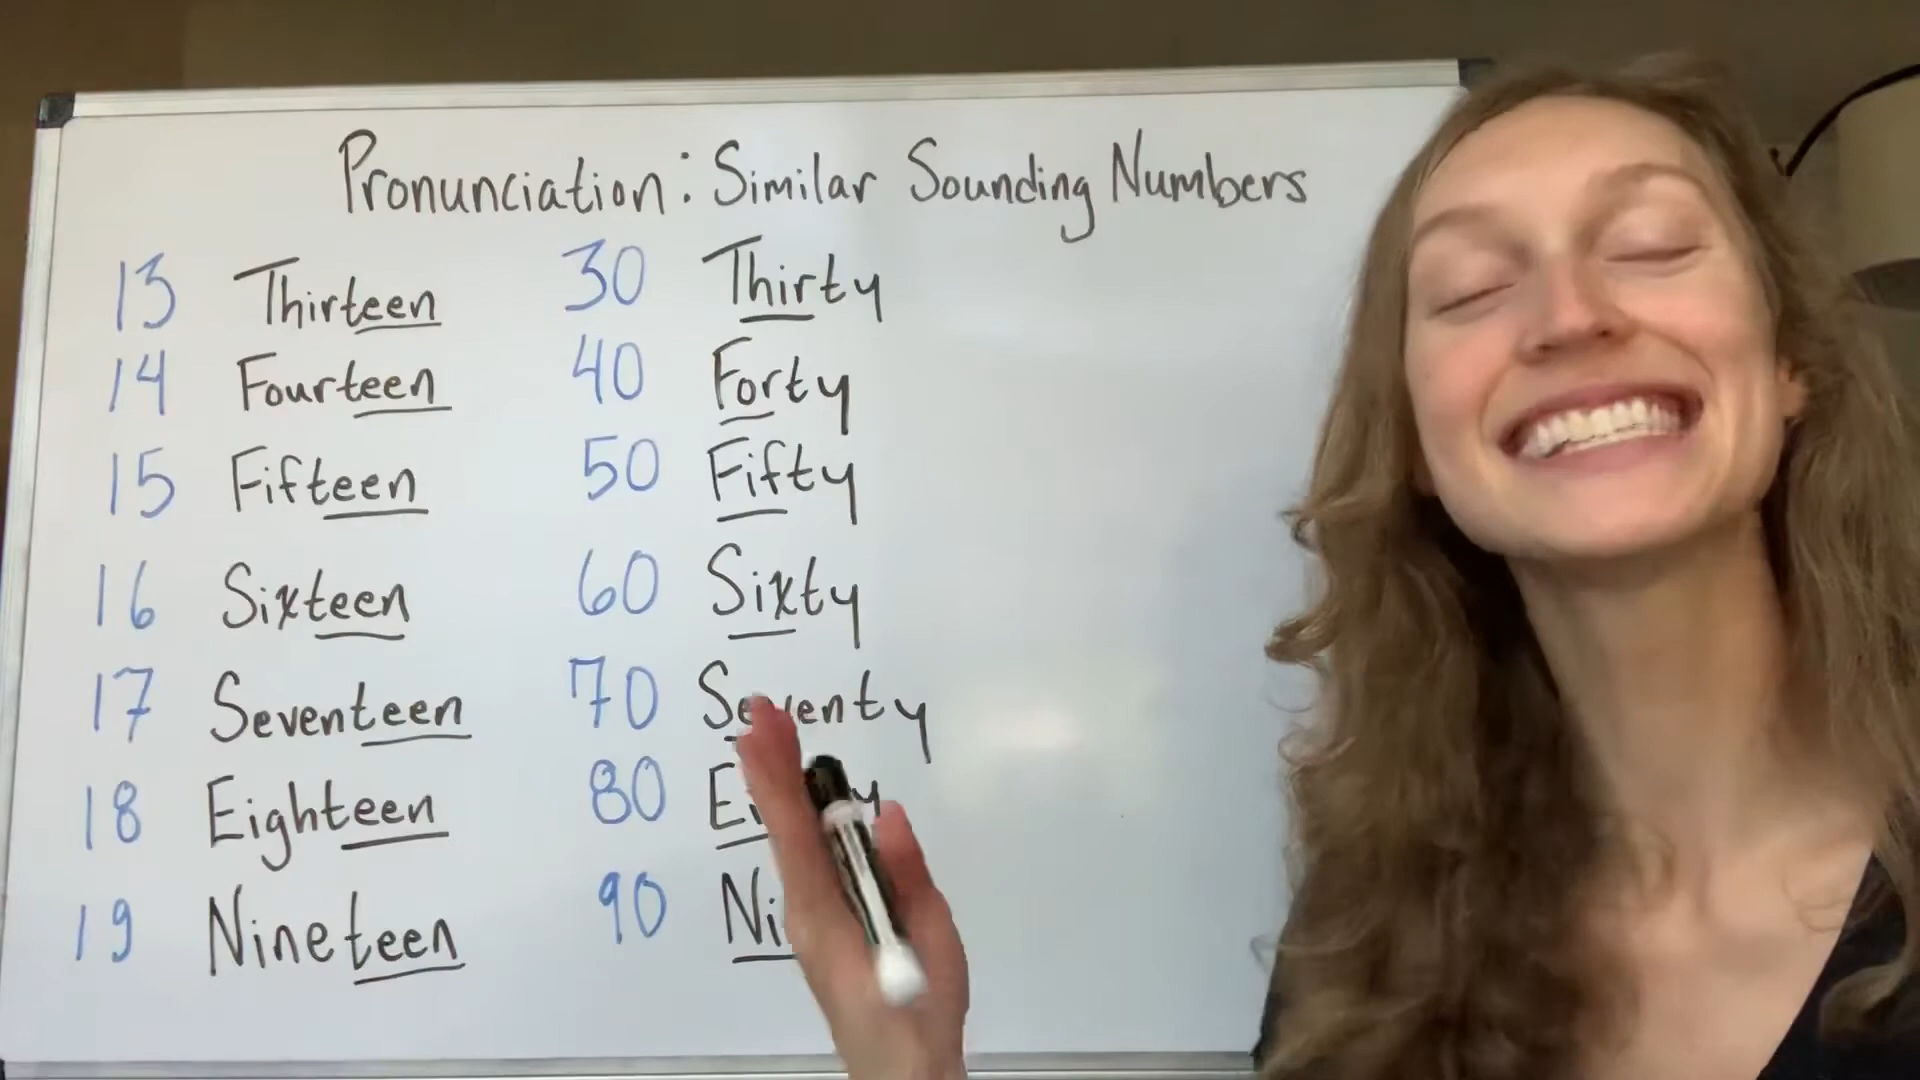 Pronunciation: Similar Sounding Numbers
13 Thirteen 30 Thirty
14 Fourteen 40 Forty
15 Fifteen 50 Fifty
16 Sixteen 60 Sixty
17 Seventeen 70 Seventy
18 Eighteen 80
19 Nineteen 90